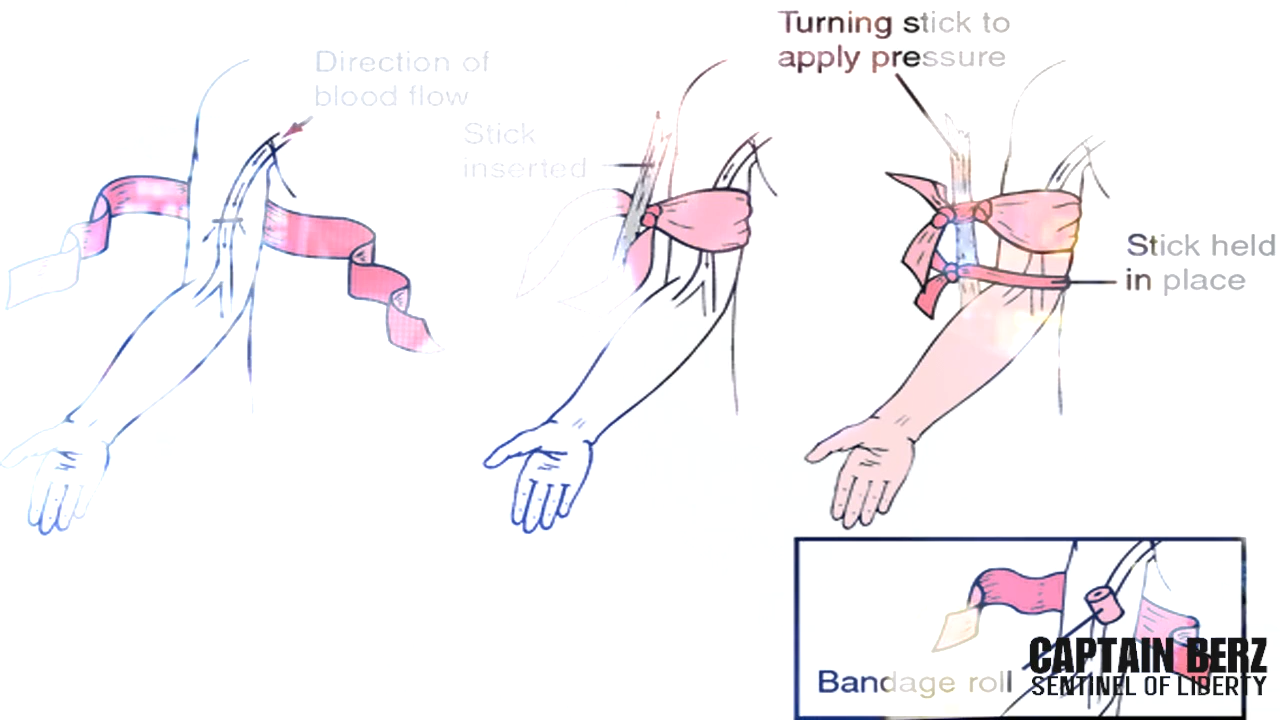 Direction of
blood flow
Stick
inserted
Turning stick to
apply pressure
Stick held
in place
Bandage roll
CAPTAIN BERZ
SENTINEL OF LIBERTY